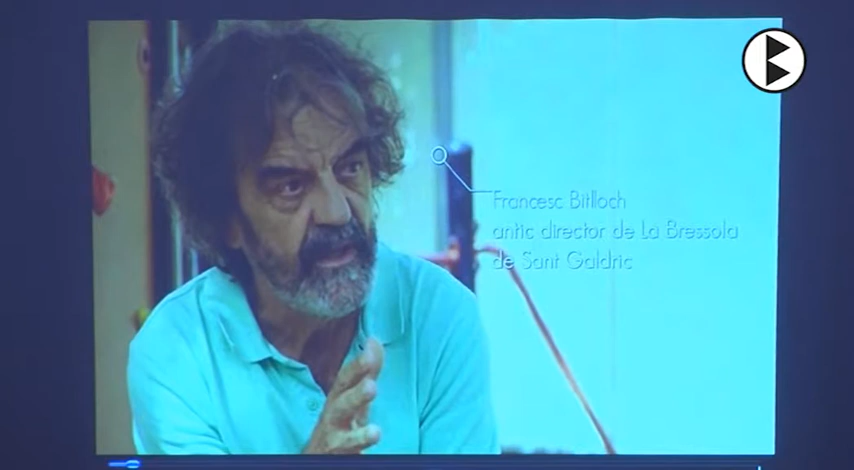 Francesc Bitlloch
antic director de La Bressola
de Sant Galdric